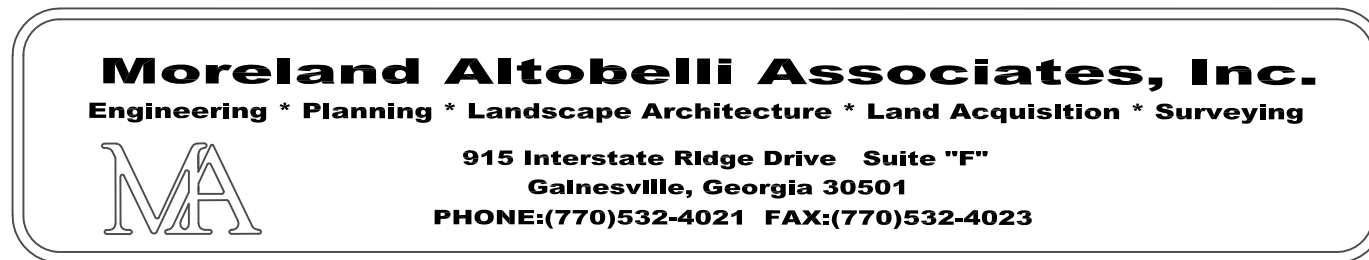 Moreland Altobelli Associates, Inc.
Engineering * Planning * Landscape Architecture * Land Acquisition * Surveying
MA
915 Interstate Ridge Drive Suite "F"
Gainesville, Georgia 30501
PHONE:(770)532-4021 FAX:(770)532-4023